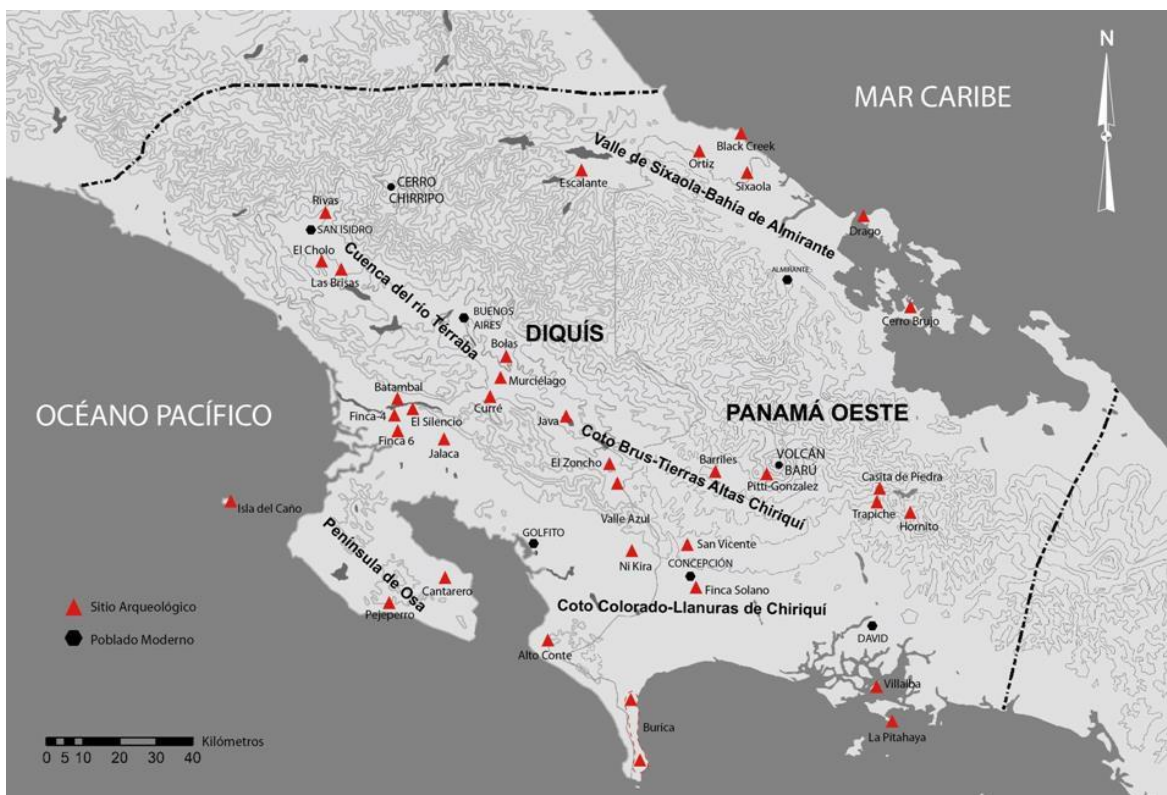 N
MAR CARIBE
Black Creek
Ortiz
Sixaola
Valle de Sixaola-Bahía de Almirante
Escalante
CERRO
CHIRRIPO
Rivas
SAN ISIDRO
Drago
El Cholo
Las Brisas
Cuenca del río Térraba
ALMIRANTE
Cerro Brujo
BUENOS
AIRES
DIQUÍS
Bolas
Murciélago
Batambal
Curré
OCÉANO PACÍFICO
Finca-4
El Silencio
Finca 6
Jalaca
Java
PANAMÁ OESTE
Coto Brus-Tierras Altas Chiriquí
El Zoncho
Barriles
VOLCÁN
BARÚ
Pitti-Gonzalez
Casita de Piedra
Trapiche
Hornito
Isla del Caño
Valle Azul
Península de Osa
GOLFITO
San Vicente
Ni Kira
CONCEPCIÓN
Finca Solano
Cantarero
Pejeperro
Coto Colorado-Llanuras de Chiriquí
Sitio Arqueológico
Poblado Moderno
Alto Conte
DAVID
Villalba
Burica
La Pitahaya
Kilómetros
0 5 10 20 30 40